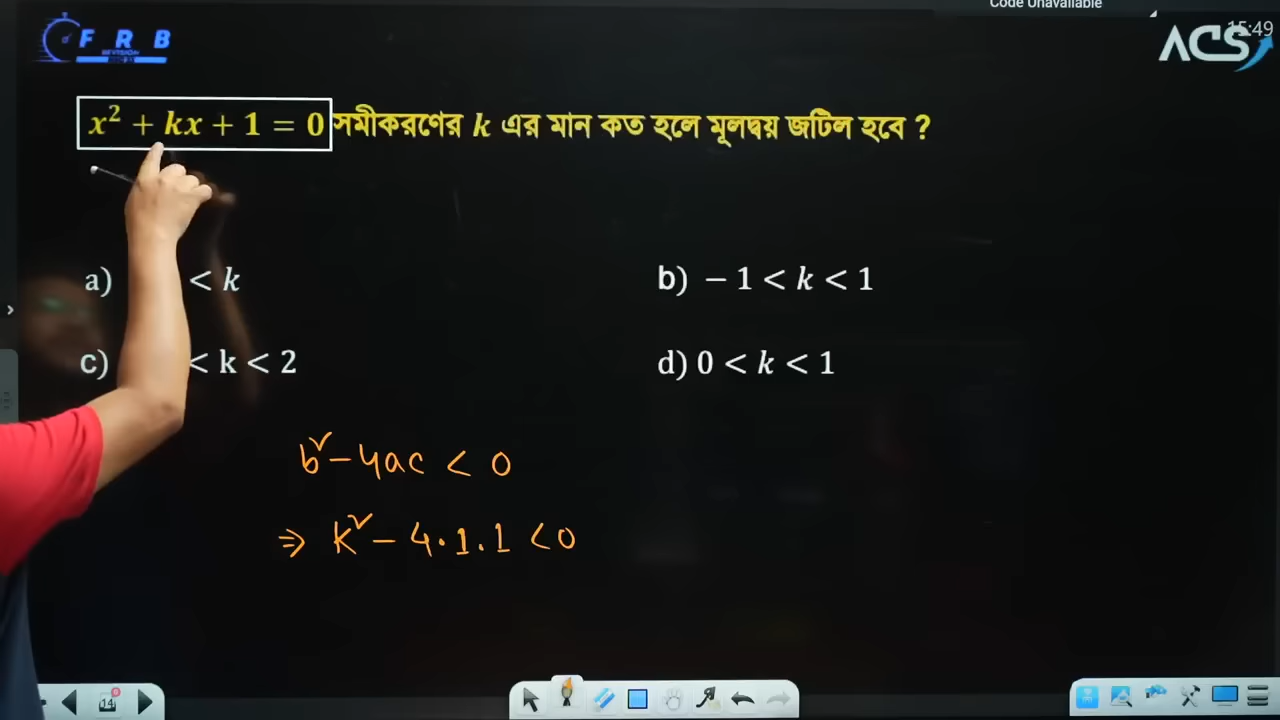 Code Unavailable
15:49
F R B
REVISION
ACS
x² + kx + 1 = 0 সমীকরণের k এর মান কত হলে মূলদ্বয় জটিল হবে ?
a) < k
b) − 1 < k < 1
c) < k < 2
d) 0 < k < 1
b² − 4ac < 0
⇒ k² − 4·1·1 < 0
14